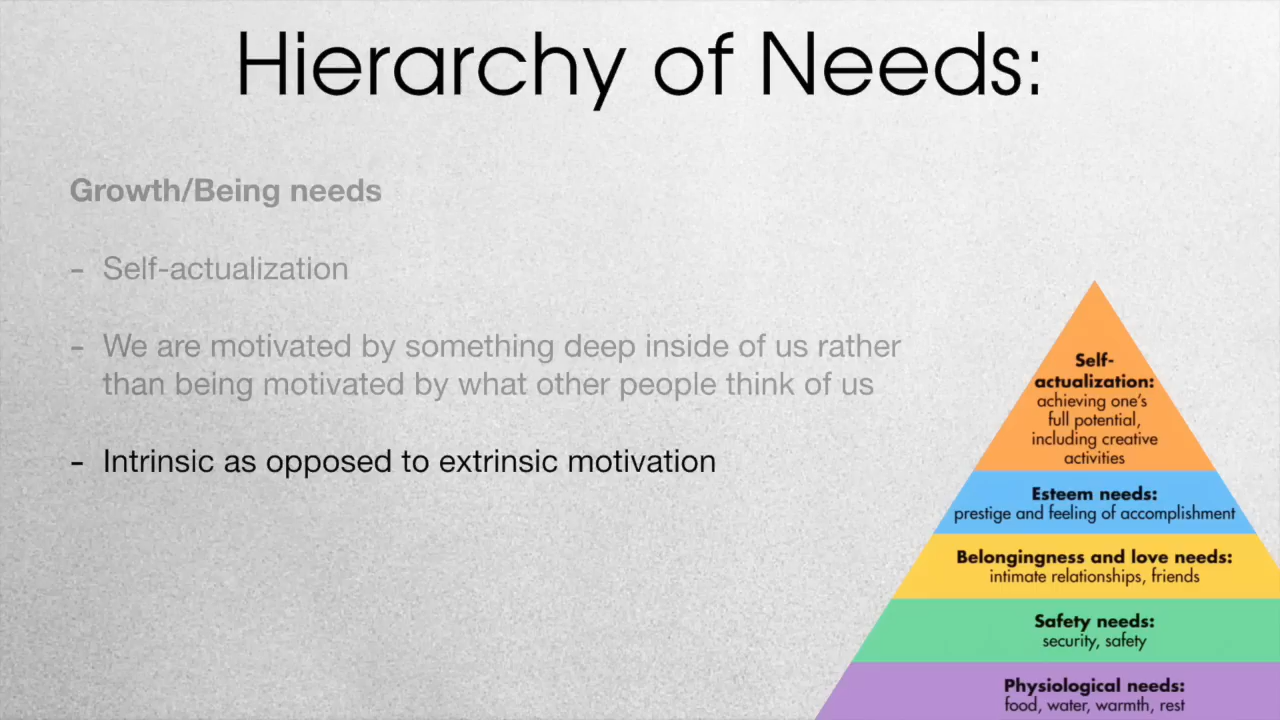 Hierarchy of Needs:
Growth/Being needs
- Self-actualization
- We are motivated by something deep inside of us rather
than being motivated by what other people think of us
- Intrinsic as opposed to extrinsic motivation
Self-
actualization:
achieving one's
full potential,
including creative
activities
Esteem needs:
prestige and feeling of accomplishment
Belongingness and love needs:
intimate relationships, friends
Safety needs:
security, safety
Physiological needs:
food, water, warmth, rest